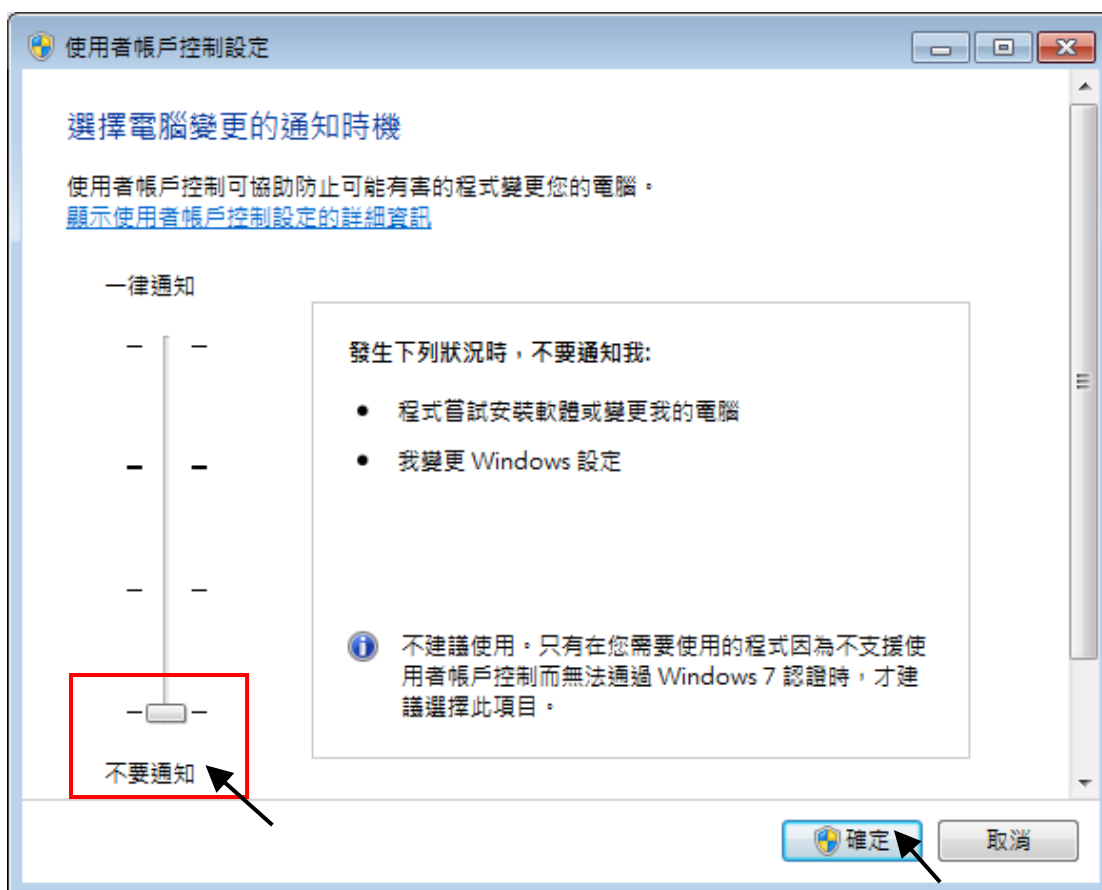 使用者帳戶控制設定
選擇電腦變更的通知時機
使用者帳戶控制可協助防止可能有害的程式變更您的電腦。
顯示使用者帳戶控制設定的詳細資訊
一律通知
發生下列狀況時，不要通知我:
• 程式嘗試安裝軟體或變更我的電腦
• 我變更 Windows 設定
不建議使用。只有在您需要使用的程式因為不支援使
用者帳戶控制而無法通過 Windows 7 認證時，才建
議選擇此項目。
不要通知
確定
取消